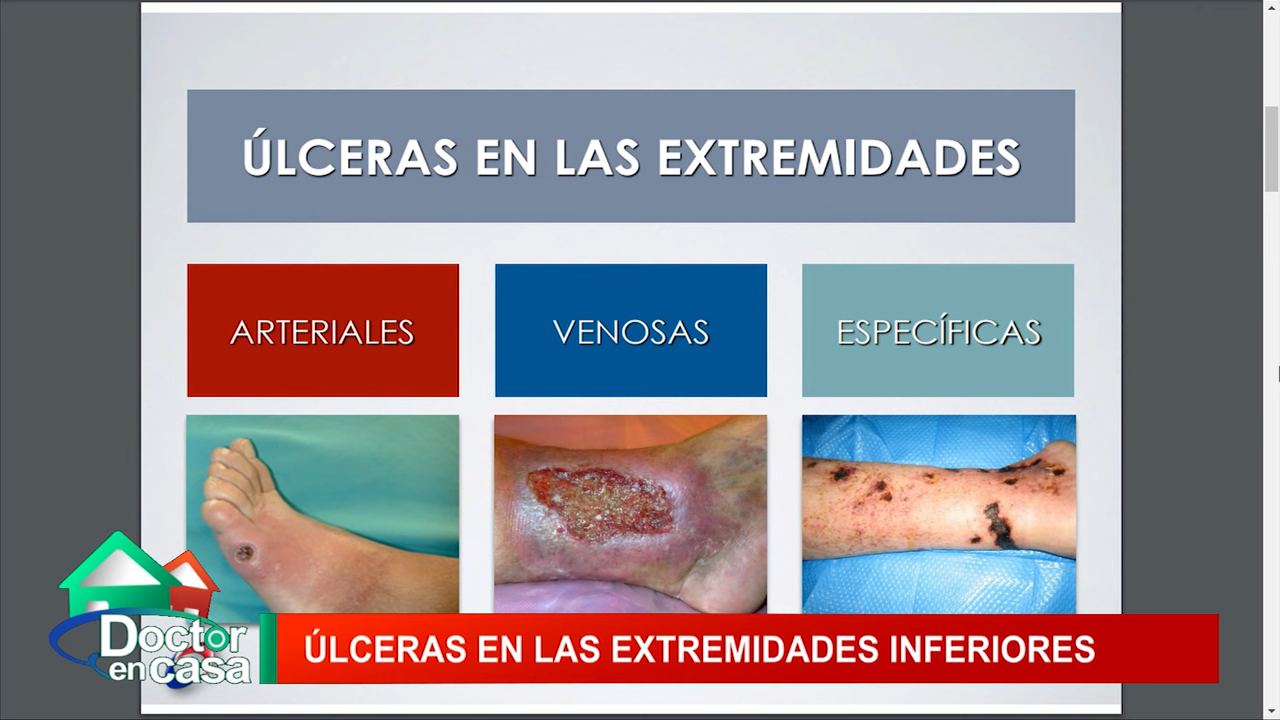 ÚLCERAS EN LAS EXTREMIDADES
ARTERIALES
VENOSAS
ESPECÍFICAS
Doctor
en casa
ÚLCERAS EN LAS EXTREMIDADES INFERIORES